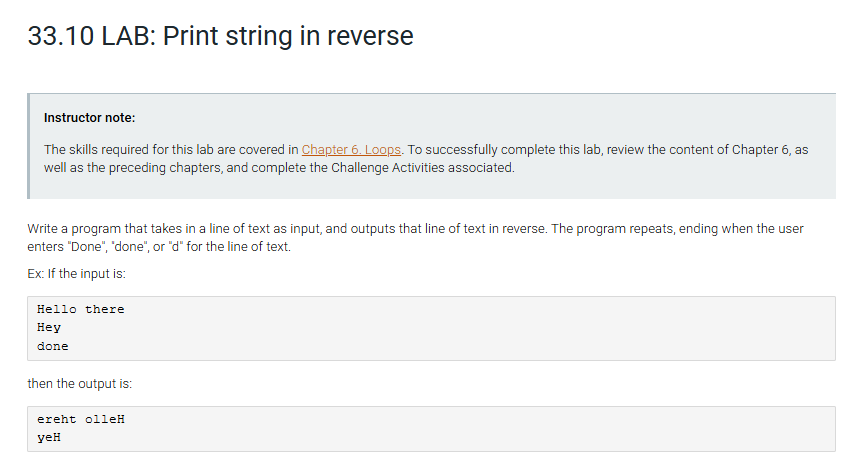 33.10 LAB: Print string in reverse
Instructor note:
The skills required for this lab are covered in Chapter 6. Loops. To successfully complete this lab, review the content of Chapter 6, as
well as the preceding chapters, and complete the Challenge Activities associated.
Write a program that takes in a line of text as input, and outputs that line of text in reverse. The program repeats, ending when the user
enters "Done", "done", or "d" for the line of text.
Ex: If the input is:
Hello there
Hey
done
then the output is:
ereht olleH
yeH